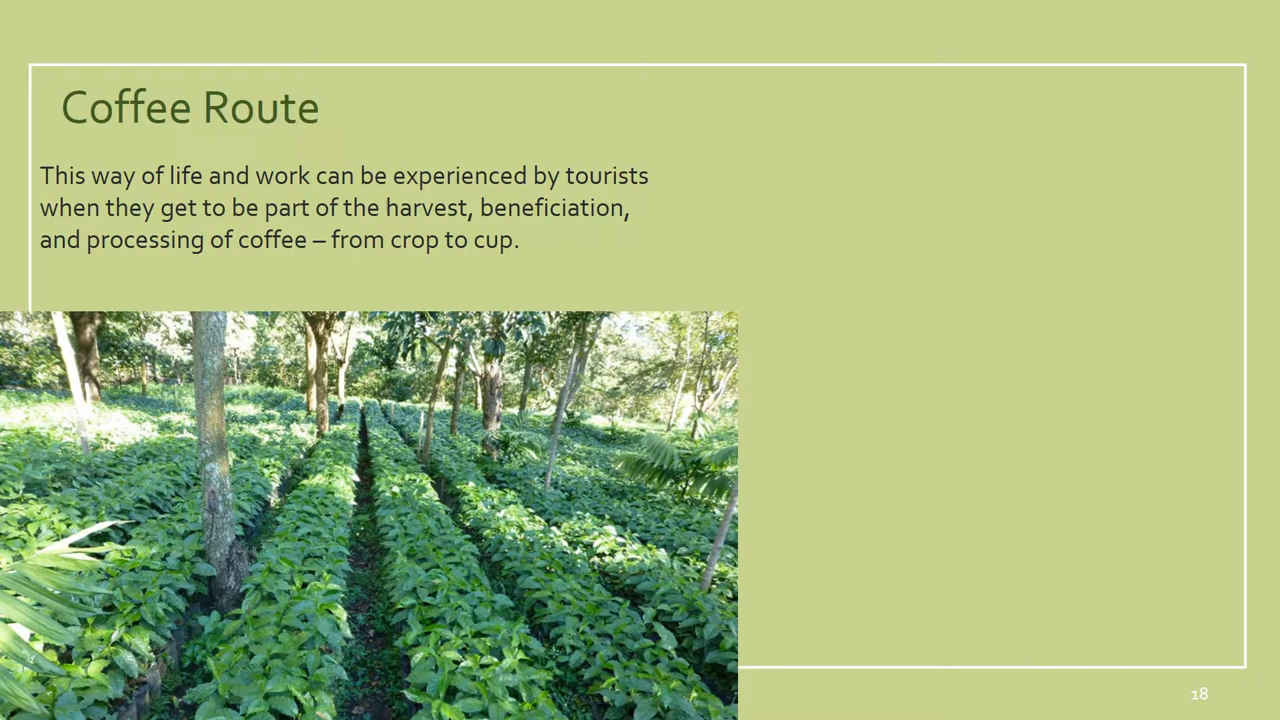 Coffee Route
This way of life and work can be experienced by tourists
when they get to be part of the harvest, beneficiation,
and processing of coffee – from crop to cup.
18